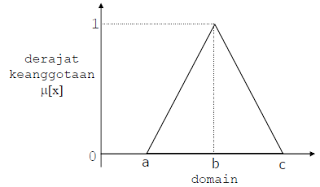 1
derajat
keanggotaan
μ[x]
0
a b c
domain